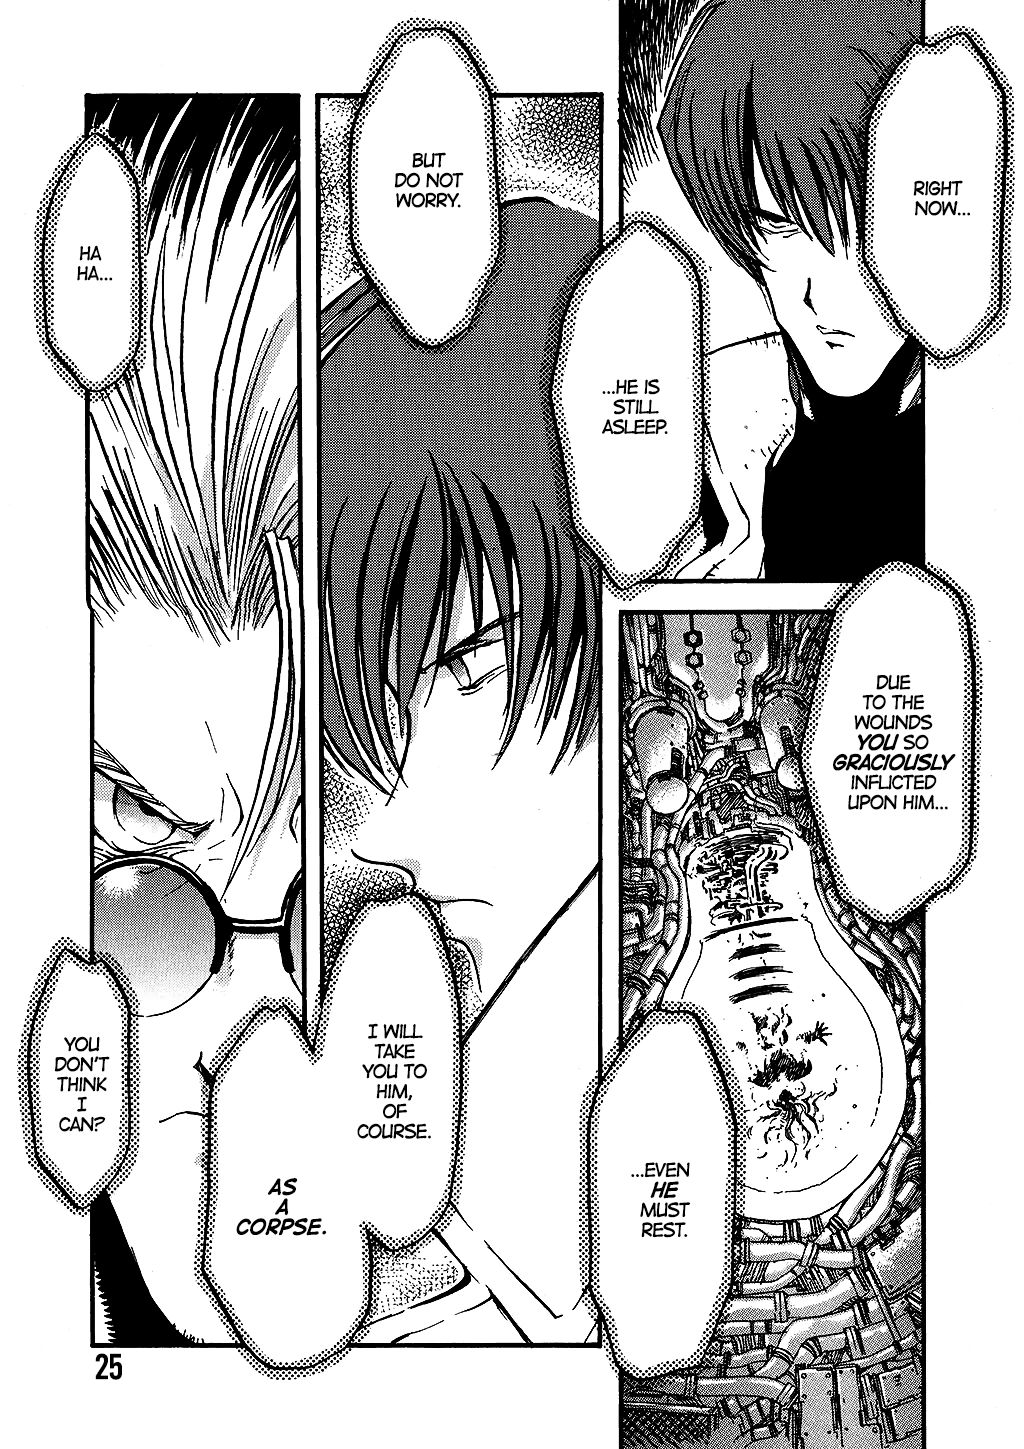 RIGHT
NOW...
...HE IS
STILL
ASLEEP.
DUE
TO THE
WOUNDS
YOU SO
GRACIOUSLY
INFLICTED
UPON HIM...
...EVEN
HE
MUST
REST.
BUT
DO NOT
WORRY.
I WILL
TAKE
YOU TO
HIM,
OF
COURSE.
AS
A
CORPSE.
HA
HA...
YOU
DON'T
THINK
I
CAN?
25